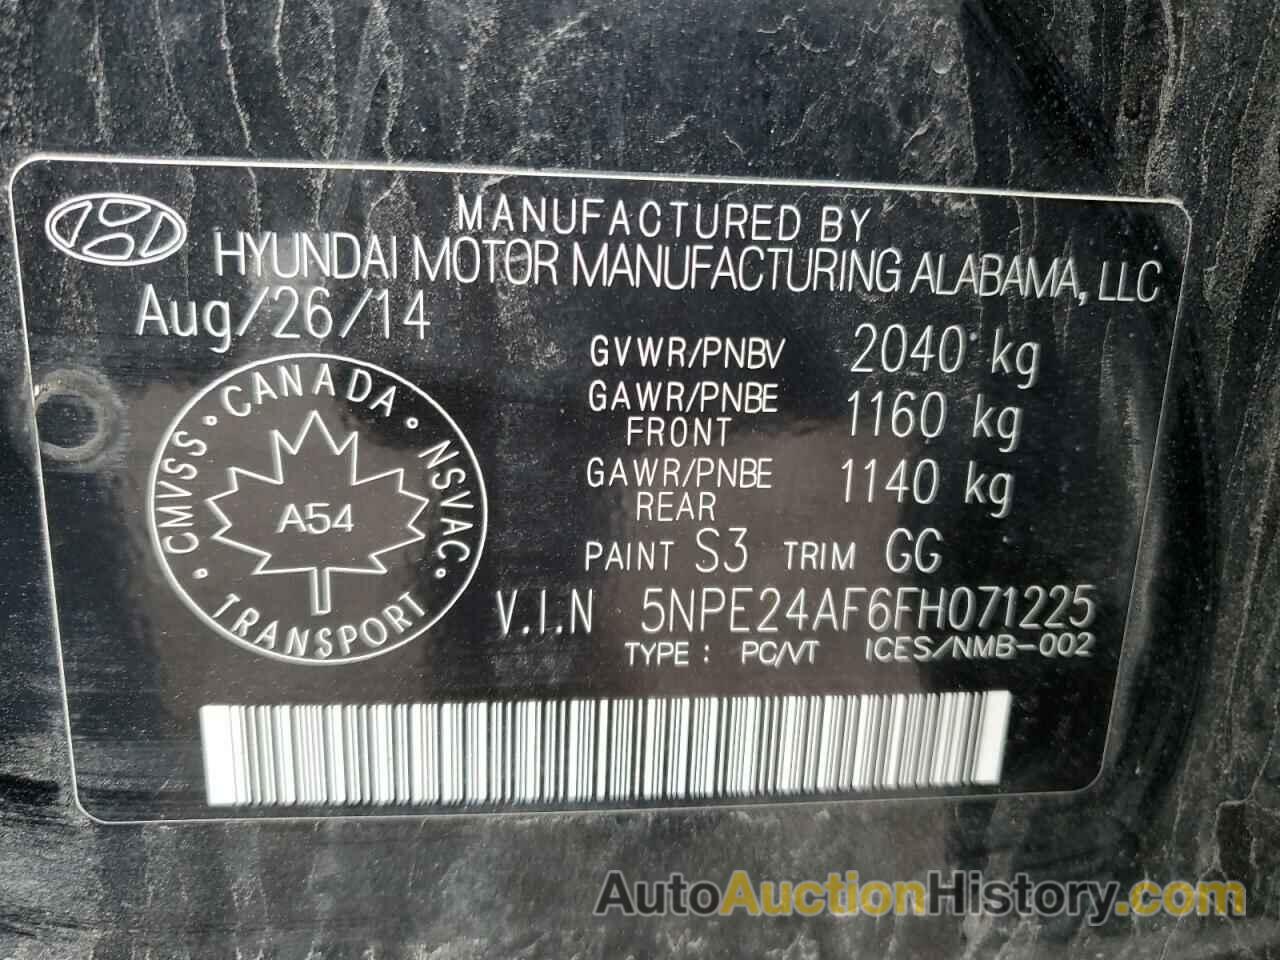 MANUFACTURED BY
HYUNDAI MOTOR MANUFACTURING ALABAMA, LLC
Aug/26/14
GVWR/PNBV 2040 kg
GAWR/PNBE FRONT 1160 kg
GAWR/PNBE REAR 1140 kg
PAINT S3 TRIM GG
V.I.N 5NPE24AF6FH071225
TYPE : PC/VT ICES/NMB-002
CANADA · NSVAC · TRANSPORT · CMVSS ·
A54
AutoAuctionHistory.com